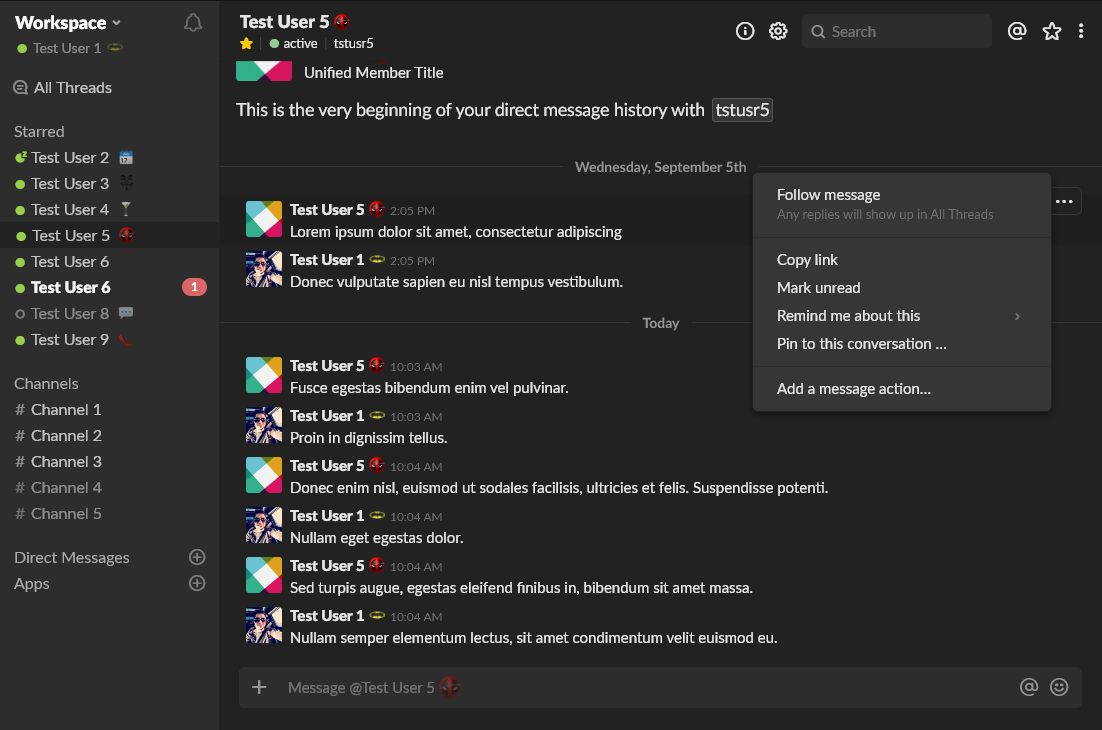 Workspace
Test User 1
All Threads
Starred
Test User 2
Test User 3
Test User 4
Test User 5
Test User 6
Test User 6 1
Test User 8
Test User 9
Channels
# Channel 1
# Channel 2
# Channel 3
# Channel 4
# Channel 5
Direct Messages
Apps
Test User 5
active tstusr5
Search
Unified Member Title
This is the very beginning of your direct message history with tstusr5
Wednesday, September 5th
Test User 5 2:05 PM
Lorem ipsum dolor sit amet, consectetur adipiscing
Test User 1 2:05 PM
Donec vulputate sapien eu nisl tempus vestibulum.
Today
Test User 5 10:03 AM
Fusce egestas bibendum enim vel pulvinar.
Test User 1 10:03 AM
Proin in dignissim tellus.
Test User 5 10:04 AM
Donec enim nisl, euismod ut sodales facilisis, ultricies et felis. Suspendisse potenti.
Test User 1 10:04 AM
Nullam eget egestas dolor.
Test User 5 10:04 AM
Sed turpis augue, egestas eleifend finibus in, bibendum sit amet massa.
Test User 1 10:04 AM
Nullam semper elementum lectus, sit amet condimentum velit euismod eu.
Message @Test User 5
Follow message
Any replies will show up in All Threads
Copy link
Mark unread
Remind me about this
Pin to this conversation ...
Add a message action...